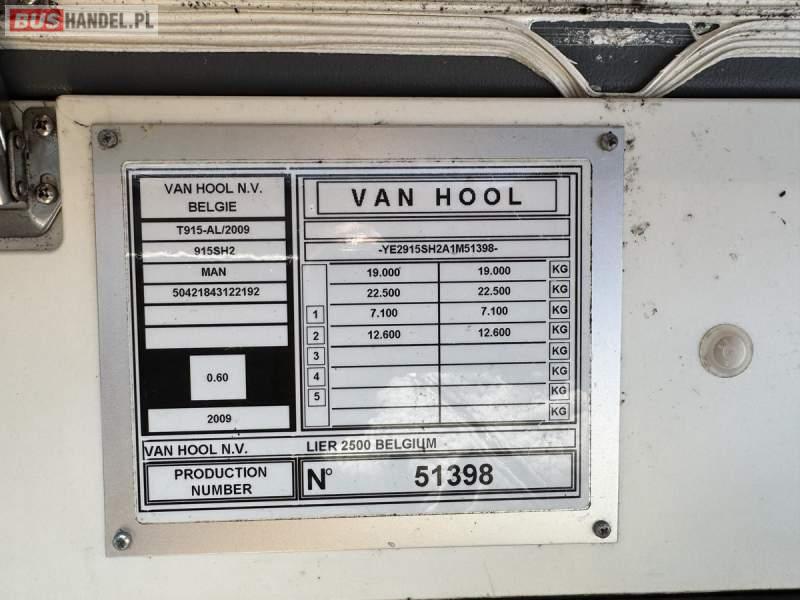 BUSHANDEL.PL
VAN HOOL N.V.
BELGIE
T915-AL/2009
915SH2
MAN
50421843122192
0.60
2009
VAN HOOL
-YE2915SH2A1M51398-
19.000 19.000 KG
22.500 22.500 KG
1 7.100 7.100 KG
2 12.600 12.600 KG
3 KG
4 KG
5 KG
KG
VAN HOOL N.V. LIER 2500 BELGIUM
PRODUCTION
NUMBER
N° 51398